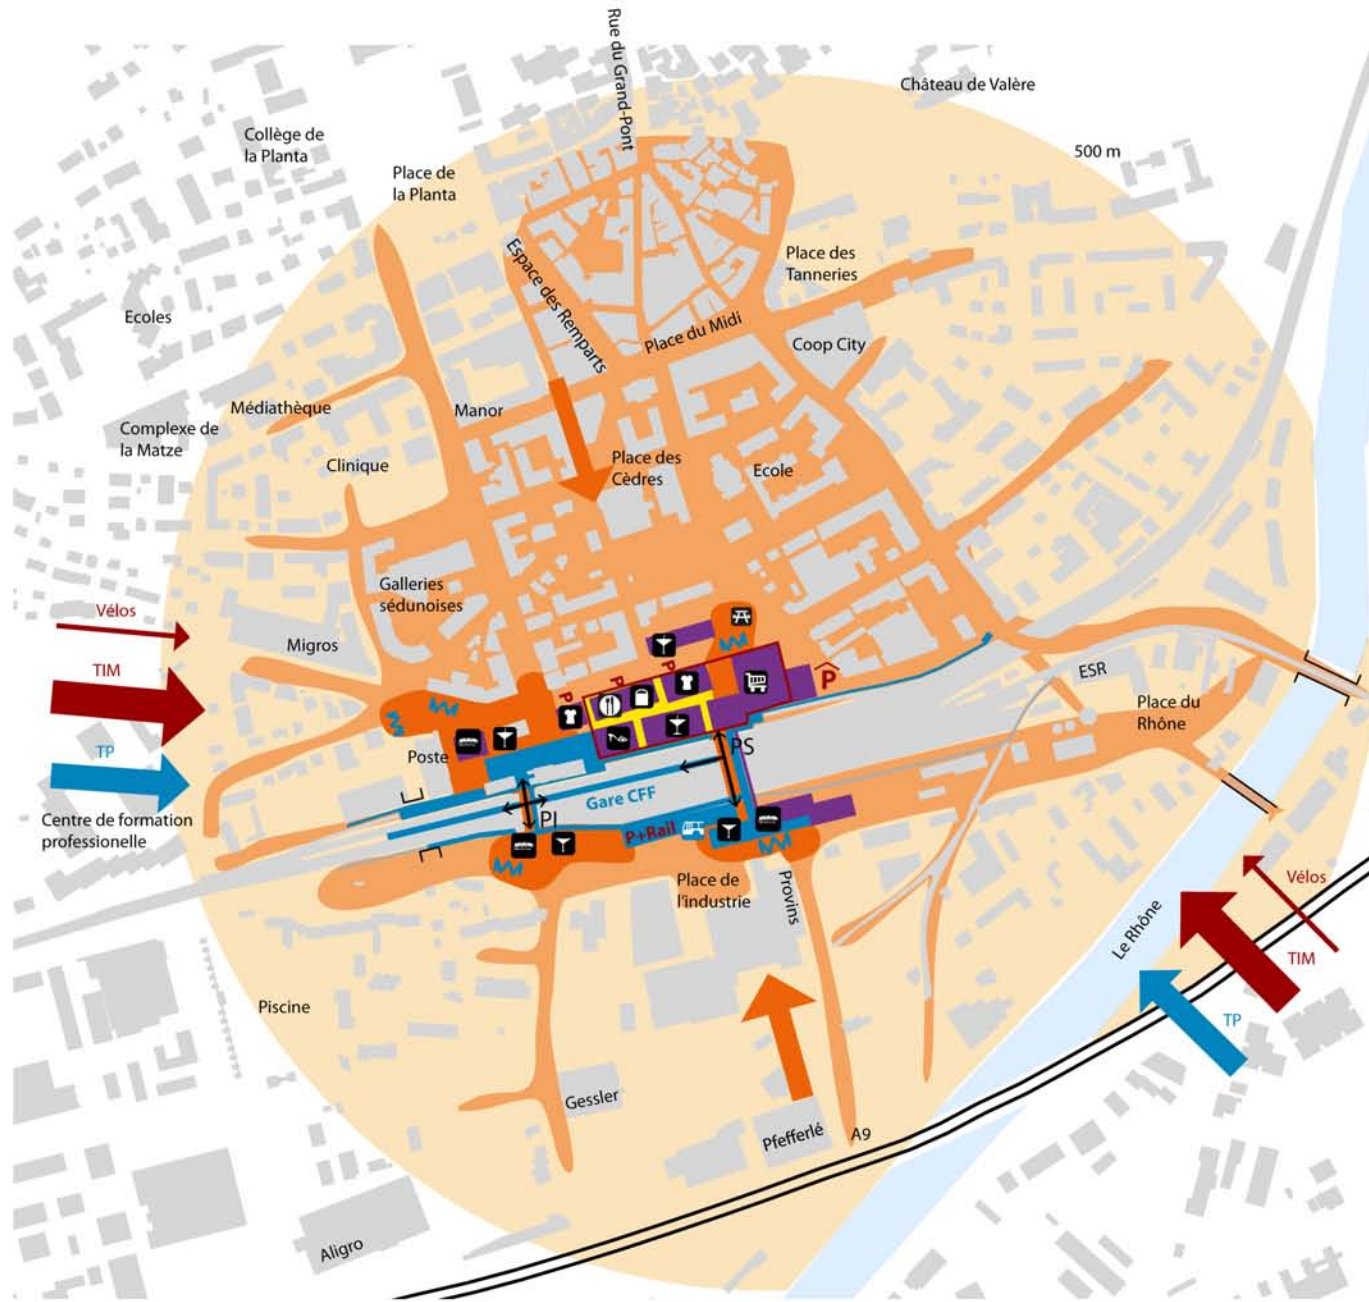 Rue du Grand-Pont
Château de Valère
Collège de
la Planta
500 m
Place de
la Planta
Espace des Remparts
Place des
Tanneries
Ecoles
Place du Midi
Coop City
Médiathèque
Manor
Complexe de
la Matze
Clinique
Place des
Cèdres
Ecole
Galleries
sédunoises
Vélos
Migros
TIM
P
P
P
P
ESR
Place du
Rhône
TP
Poste
PS
Gare CFF
Centre de formation
professionelle
PI
P+Rail
Place de
l'industrie
Provins
Vélos
Le Rhône
TIM
Piscine
TP
Gessler
Pfefferlé
A9
Aligro